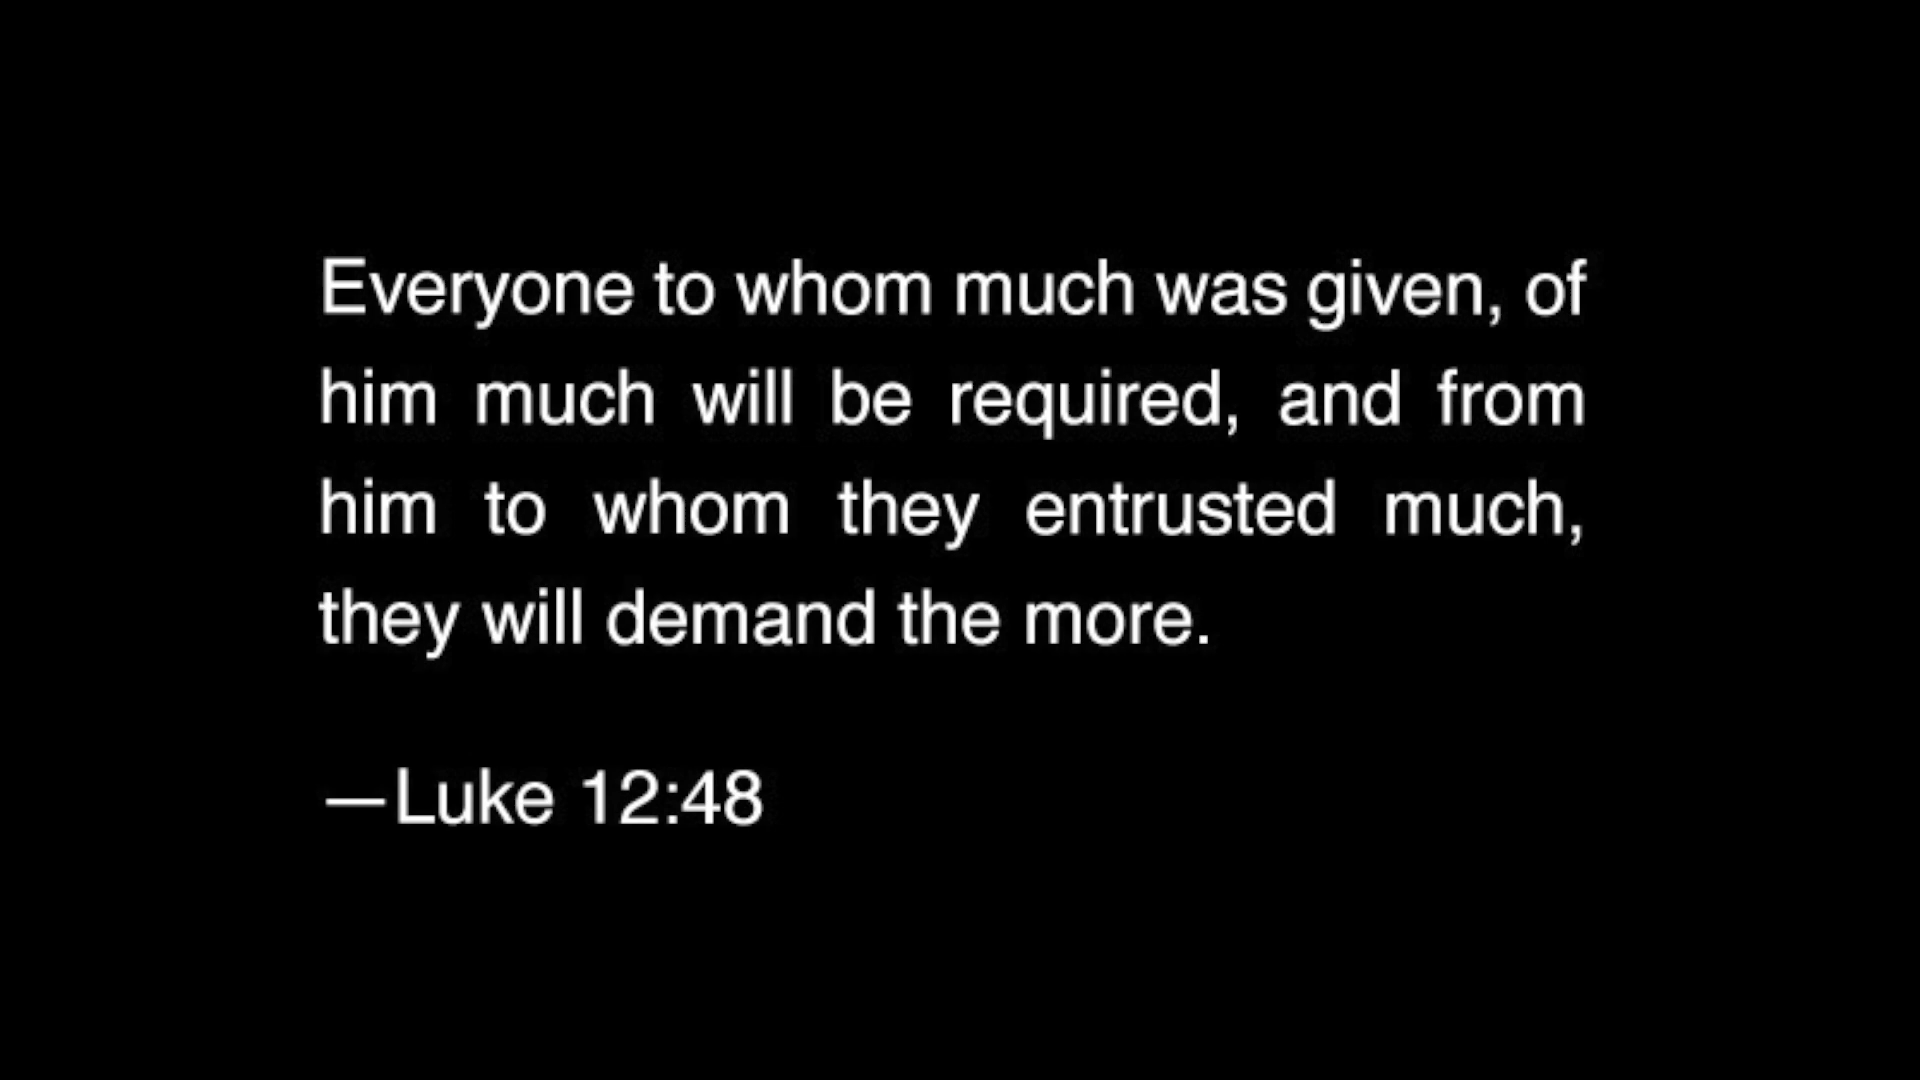 Everyone to whom much was given, of
him much will be required, and from
him to whom they entrusted much,
they will demand the more.
—Luke 12:48